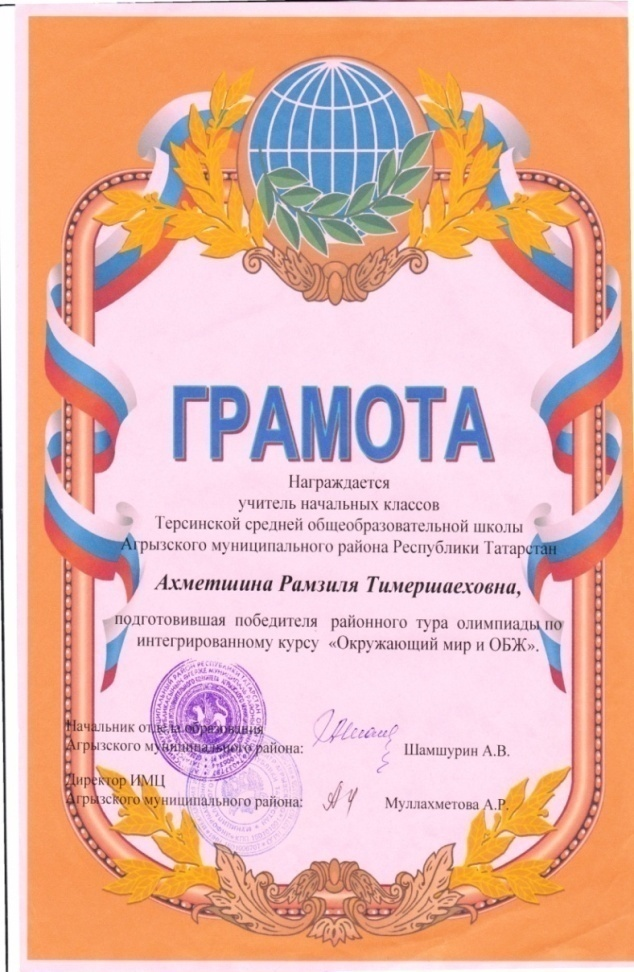 ГРАМОТА
Награждается
учитель начальных классов
Терсинской средней общеобразовательной школы
Агрызского муниципального района Республики Татарстан
Ахметшина Рамзиля Тимершаеховна,
подготовившая победителя районного тура олимпиады по
интегрированному курсу «Окружающий мир и ОБЖ».
Начальник отдела образования
Агрызского муниципального района:
Шамшурин А.В.
Директор ИМЦ
Агрызского муниципального района:
Муллахметова А.Р.